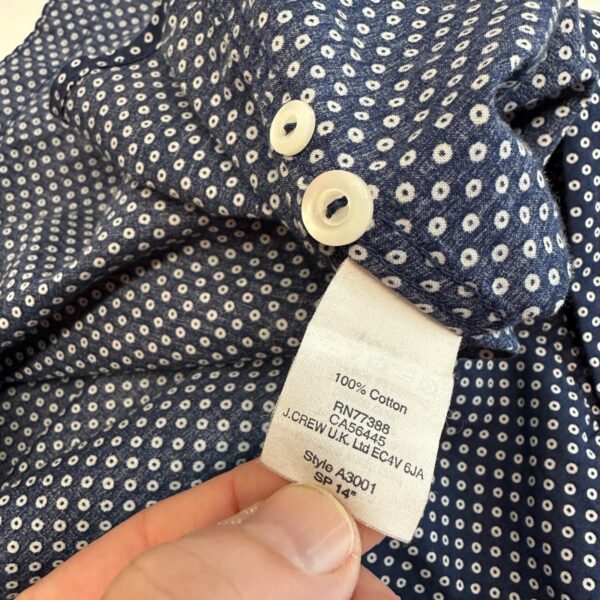 100% Cotton
RN77388
CA56445
J.CREW U.K. Ltd EC4V 6JA
Style A3001
SP 14"